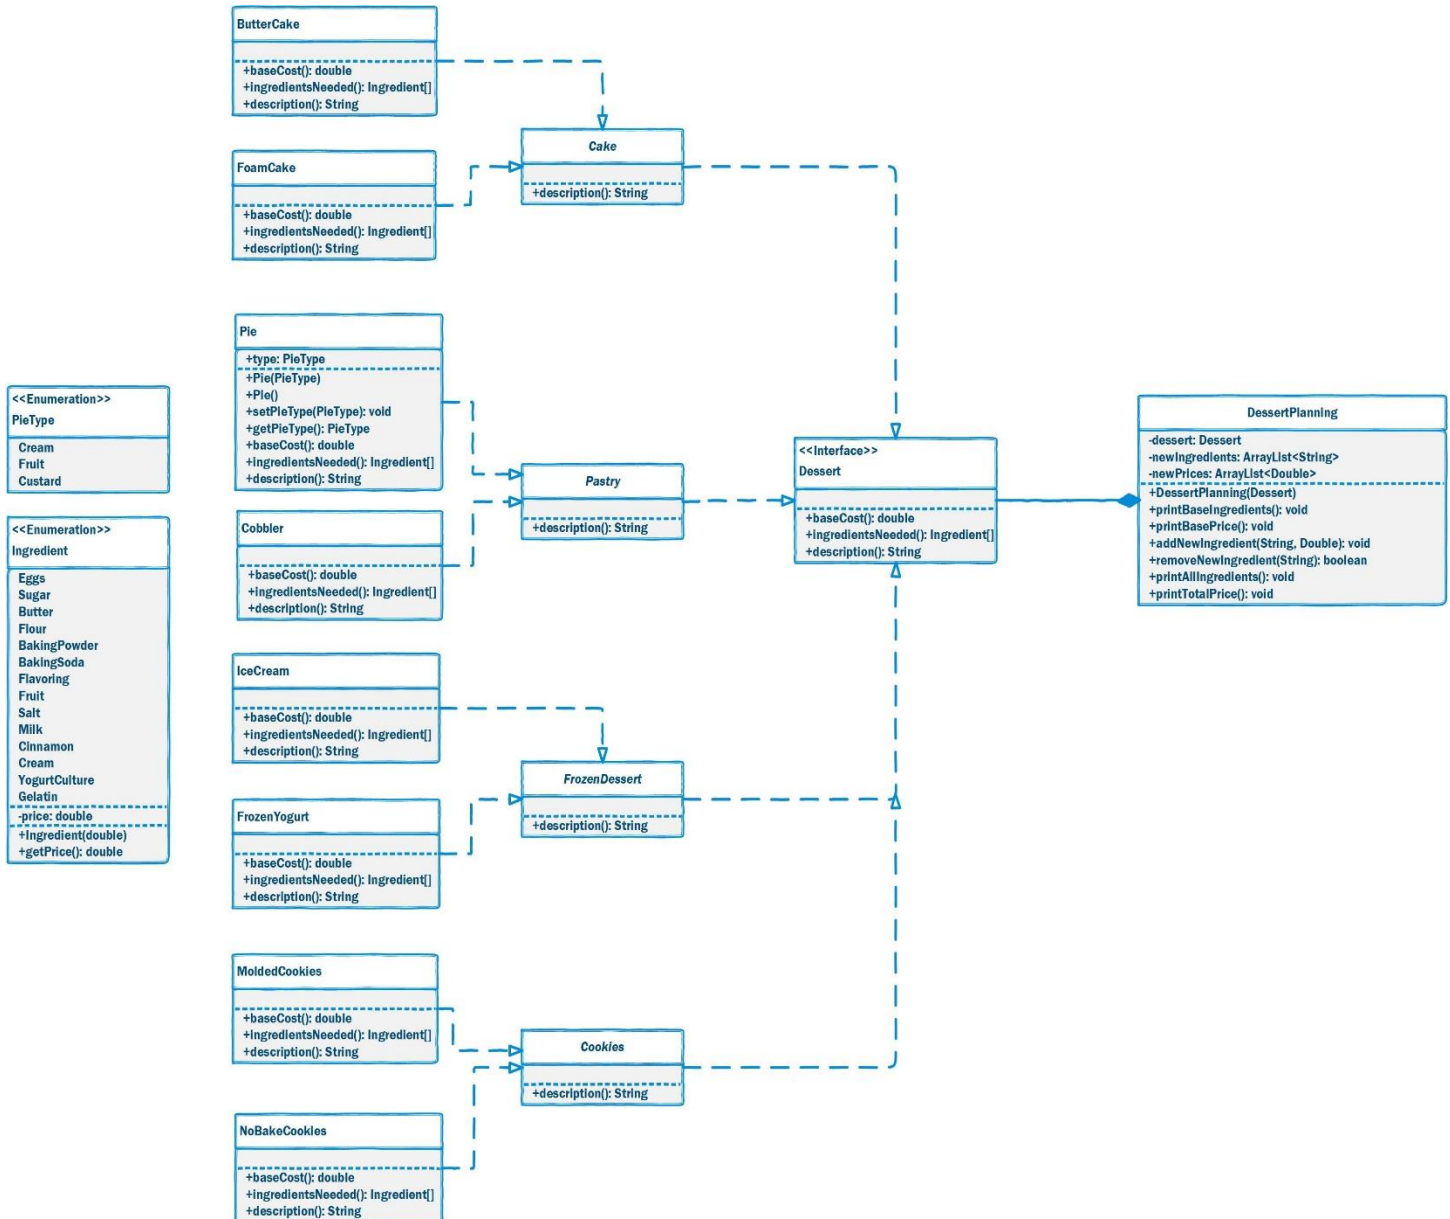 ButterCake
+baseCost(): double
+ingredientsNeeded(): Ingredient[]
+description(): String
FoamCake
+baseCost(): double
+ingredientsNeeded(): Ingredient[]
+description(): String
Cake
+description(): String
Pie
+type: PieType
+Pie(PieType)
+Pie()
+setPieType(PieType): void
+getPieType(): PieType
+baseCost(): double
+ingredientsNeeded(): Ingredient[]
+description(): String
<<Enumeration>>
PieType
Cream
Fruit
Custard
<<Enumeration>>
Ingredient
Eggs
Sugar
Butter
Flour
BakingPowder
BakingSoda
Flavoring
Fruit
Salt
Milk
Cinnamon
Cream
YogurtCulture
Gelatin
-price: double
+Ingredient(double)
+getPrice(): double
Cobbler
+baseCost(): double
+ingredientsNeeded(): Ingredient[]
+description(): String
Pastry
+description(): String
<<Interface>>
Dessert
+baseCost(): double
+ingredientsNeeded(): Ingredient[]
+description(): String
DessertPlanning
-dessert: Dessert
-newIngredients: ArrayList<String>
-newPrices: ArrayList<Double>
+DessertPlanning(Dessert)
+printBaseIngredients(): void
+printBasePrice(): void
+addNewIngredient(String, Double): void
+removeNewIngredient(String): boolean
+printAllIngredients(): void
+printTotalPrice(): void
IceCream
+baseCost(): double
+ingredientsNeeded(): Ingredient[]
+description(): String
FrozenYogurt
+baseCost(): double
+ingredientsNeeded(): Ingredient[]
+description(): String
FrozenDessert
+description(): String
MoldedCookies
+baseCost(): double
+ingredientsNeeded(): Ingredient[]
+description(): String
NoBakeCookies
+baseCost(): double
+ingredientsNeeded(): Ingredient[]
+description(): String
Cookies
+description(): String